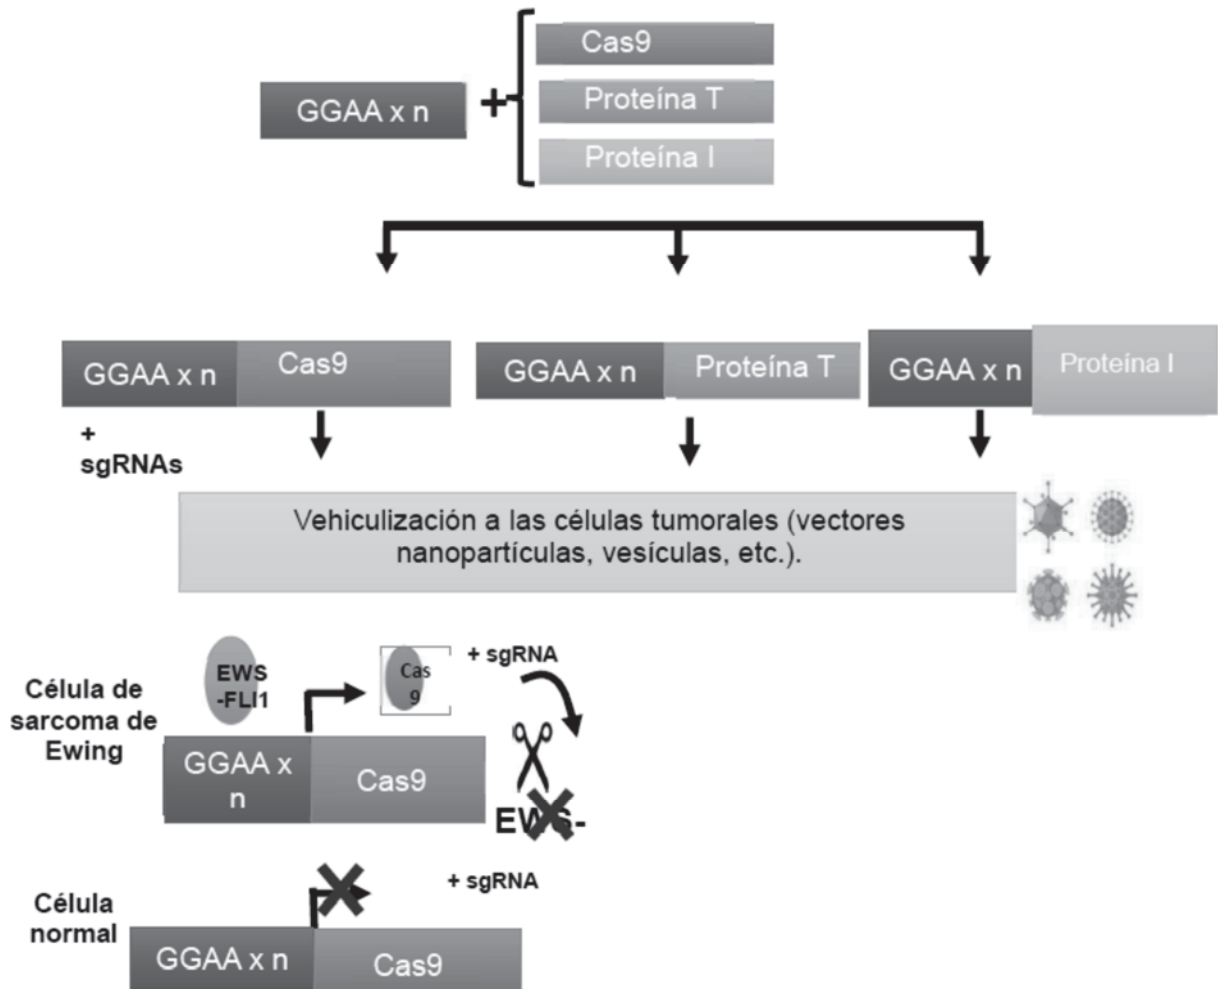 Cas9
GGAA x n
+
Proteína T
Proteína I
GGAA x n
Cas9
GGAA x n
Proteína T
GGAA x n
Proteína I
+
sgRNAs
Vehiculización a las células tumorales (vectores
nanopartículas, vesículas, etc.).
Célula de
sarcoma de
Ewing
EWS
-FLI1
Cas
9
+ sgRNA
GGAA x
n
Cas9
EWS-
Célula
normal
+ sgRNA
GGAA x n
Cas9